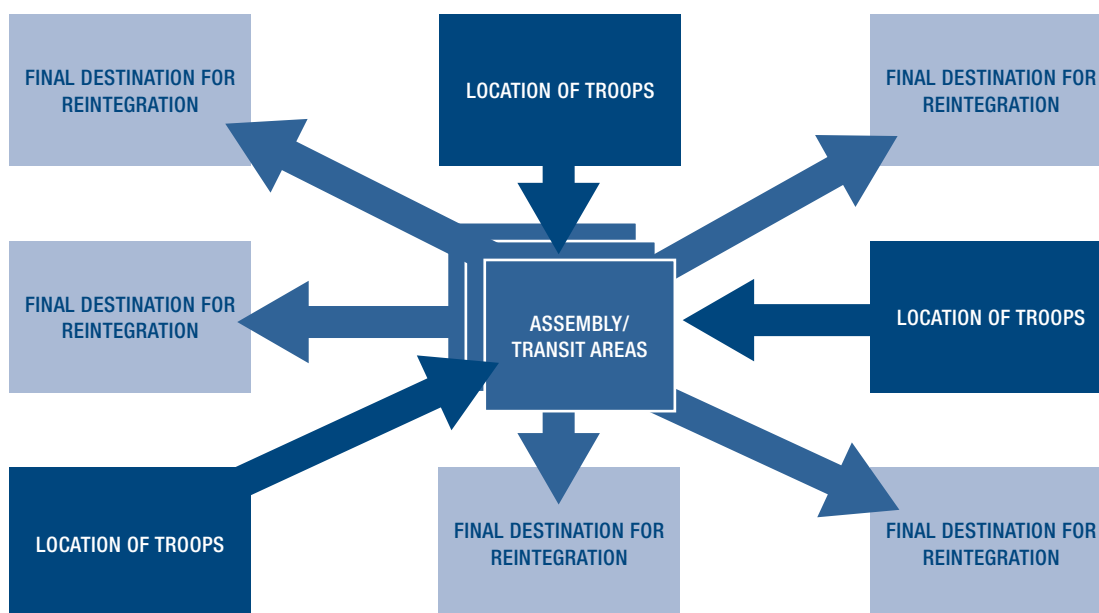 FINAL DESTINATION FOR
REINTEGRATION
LOCATION OF TROOPS
FINAL DESTINATION FOR
REINTEGRATION
FINAL DESTINATION FOR
REINTEGRATION
ASSEMBLY/
TRANSIT AREAS
LOCATION OF TROOPS
LOCATION OF TROOPS
FINAL DESTINATION FOR
REINTEGRATION
FINAL DESTINATION FOR
REINTEGRATION